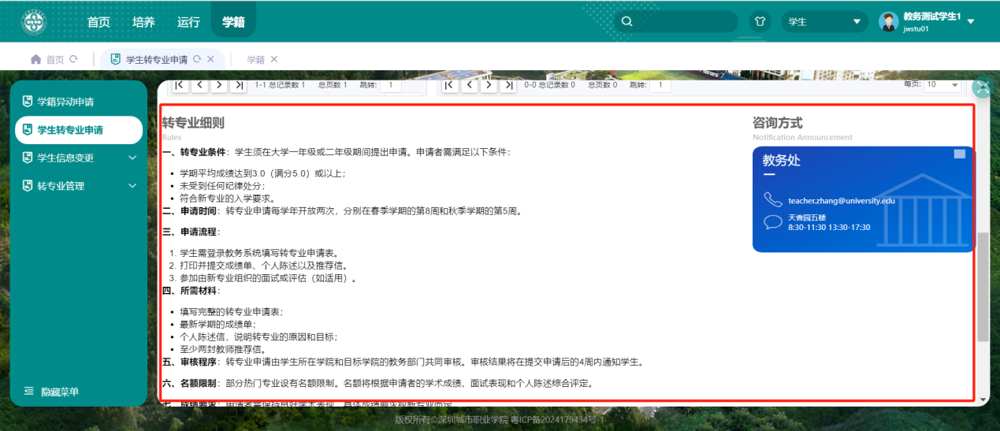 首页 培养 运行 学籍 学生 教务测试学生1
jwstu01
首页 学生转专业申请 学籍
1-1 总记录数 1 总页数 1 跳转: 1 0-0 总记录数 0 总页数 0 跳转: 1 每页: 10
学籍异动申请
学生转专业申请
学生信息变更
转专业管理
隐藏菜单
转专业细则
Rules
一、转专业条件：学生须在大学一年级或二年级期间提出申请。申请者需满足以下条件：
• 学期平均成绩达到3.0（满分5.0）或以上；
• 未受到任何纪律处分；
• 符合新专业的入学要求。
二、申请时间：转专业申请每学年开放两次，分别在春季学期的第8周和秋季学期的第5周。
三、申请流程：
1. 学生需登录教务系统填写转专业申请表。
2. 打印并提交成绩单、个人陈述以及推荐信。
3. 参加由新专业组织的面试或评估（如适用）。
四、所需材料：
• 填写完整的转专业申请表；
• 最新学期的成绩单；
• 个人陈述信，说明转专业的原因和目标；
• 至少两封教师推荐信。
五、审核程序：转专业申请由学生所在学院和目标学院的教务部门共同审核。审核结果将在提交申请后的4周内通知学生。
六、名额限制：部分热门专业设有名额限制。名额将根据申请者的学术成绩、面试表现和个人陈述综合评定。
七、成绩要求：申请者需保持良好学术表现，具体成绩要求视新专业而定。
咨询方式
Notification Announcement
教务处
teacher.zhang@university.edu
天香园五楼
8:30-11:30 13:30-17:30
版权所有©深圳城市职业学院 粤ICP备2024179434号-1